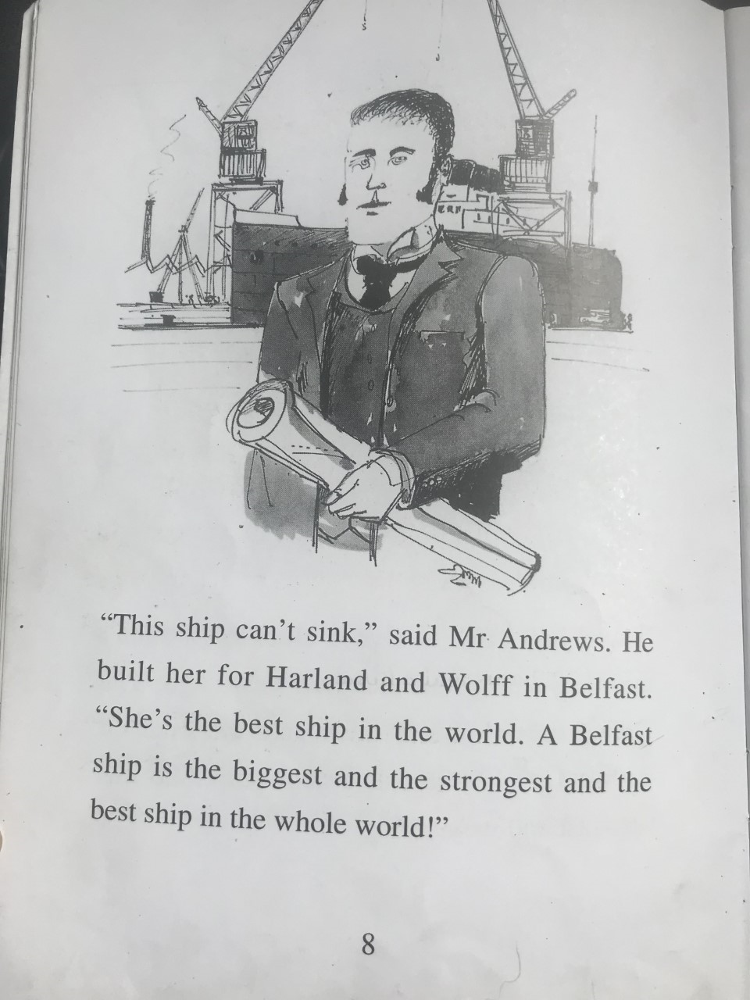 “This ship can’t sink,” said Mr Andrews. He
built her for Harland and Wolff in Belfast.
“She’s the best ship in the world. A Belfast
ship is the biggest and the strongest and the
best ship in the whole world!”
8